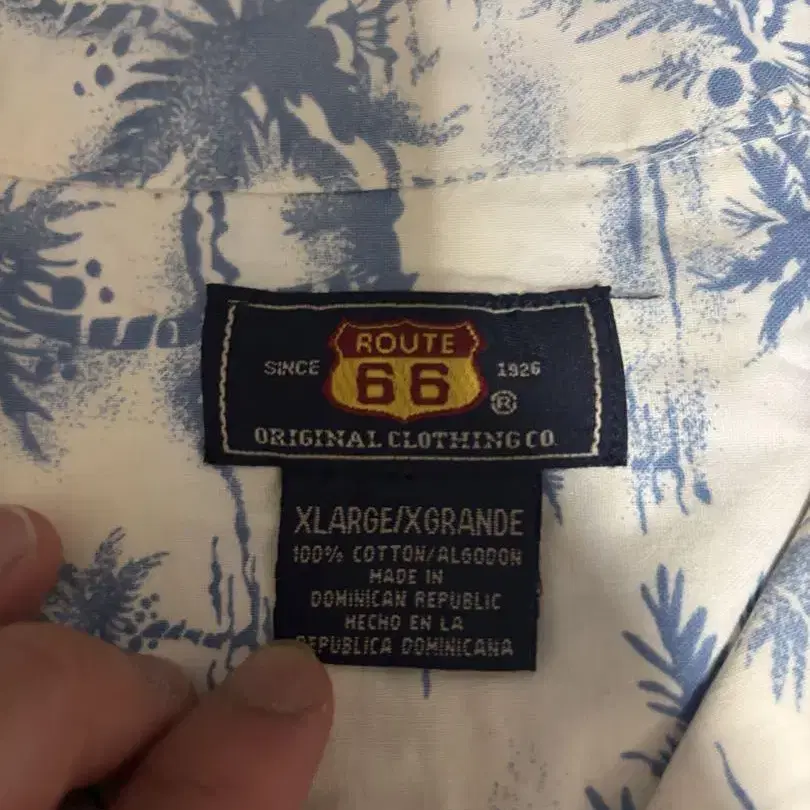 ROUTE
SINCE 66 1926
®
ORIGINAL CLOTHING CO.
XLARGE/XGRANDE
100% COTTON/ALGODON
MADE IN
DOMINICAN REPUBLIC
HECHO EN LA
REPUBLICA DOMINICANA